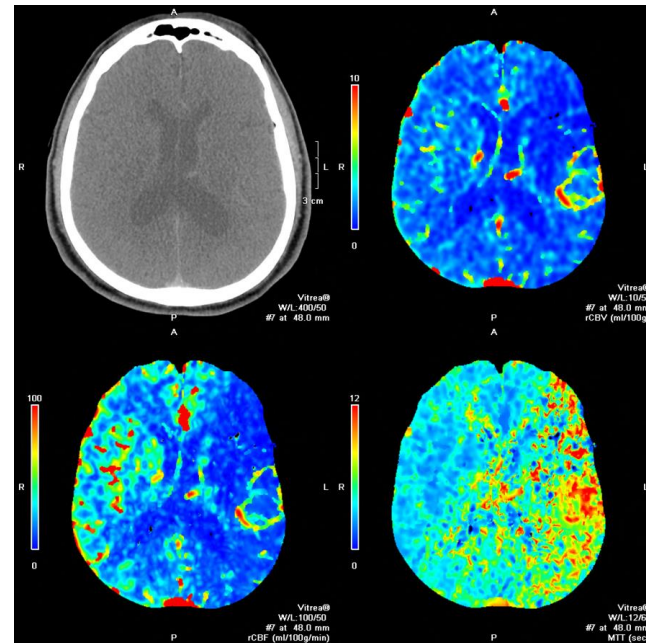 A
R
L
3 cm
Vitrea®
W/L:400/50
#7 at 48.0 mm
P
A
10
R
L
0
Vitrea®
W/L:10/5
#7 at 48.0 mm
P
rCBV (ml/100g
A
100
R
L
0
Vitrea®
W/L:100/50
#7 at 48.0 mm
P
rCBF (ml/100g/min)
A
12
R
L
0
Vitrea®
W/L:12/6
#7 at 48.0 mm
P
MTT (sec